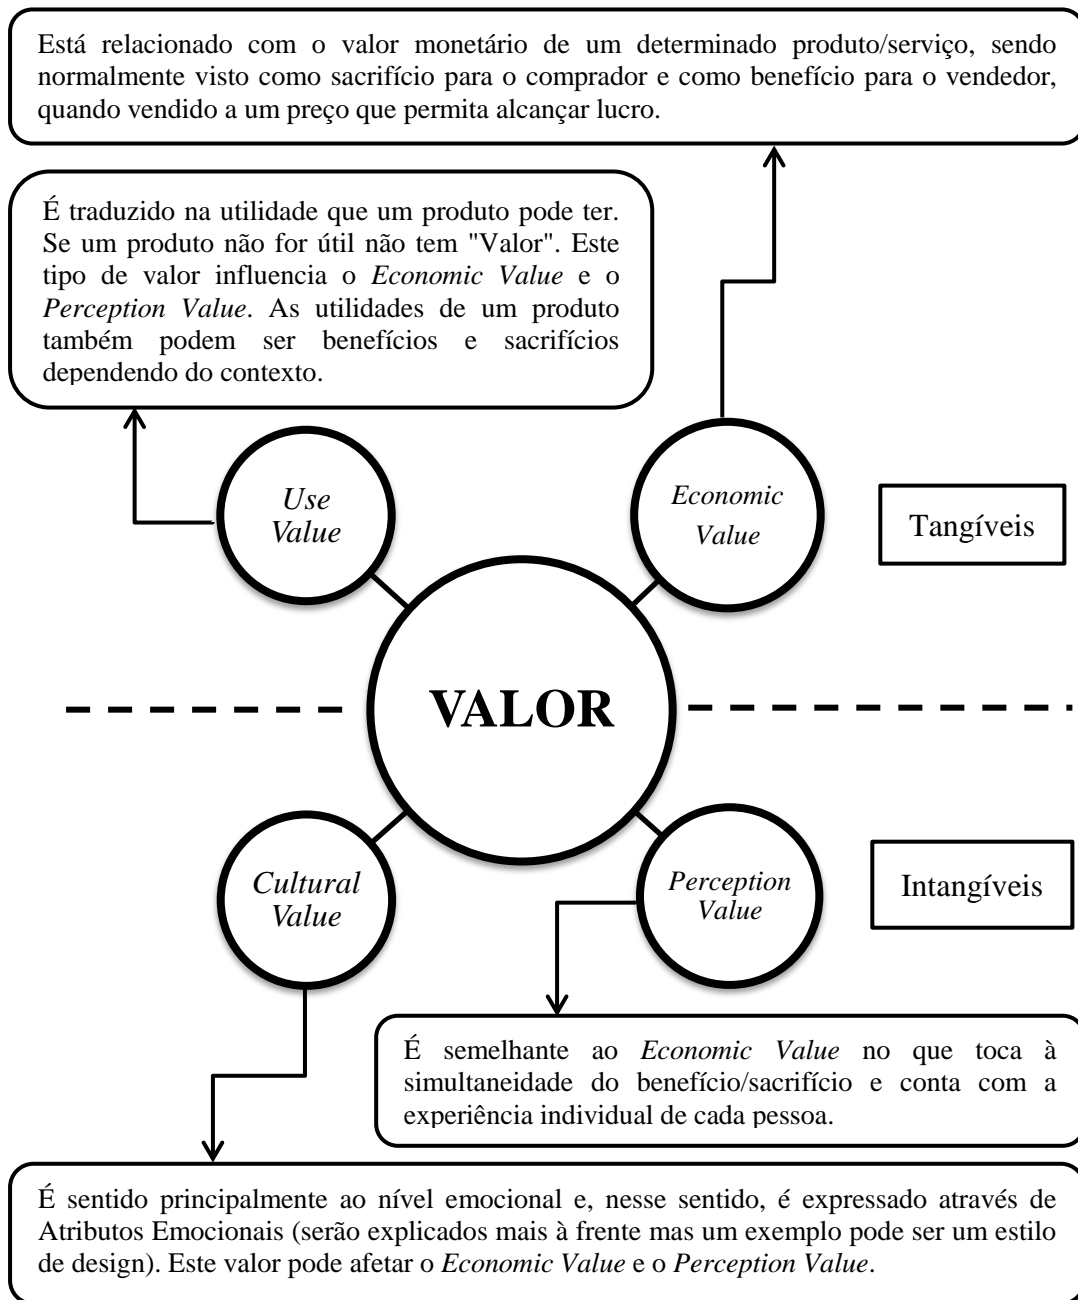 Está relacionado com o valor monetário de um determinado produto/serviço, sendo
normalmente visto como sacrifício para o comprador e como benefício para o vendedor,
quando vendido a um preço que permita alcançar lucro.
É traduzido na utilidade que um produto pode ter.
Se um produto não for útil não tem "Valor". Este
tipo de valor influencia o Economic Value e o
Perception Value. As utilidades de um produto
também podem ser benefícios e sacrifícios
dependendo do contexto.
Use
Value
Economic
Value
Tangíveis
VALOR
Cultural
Value
Perception
Value
Intangíveis
É semelhante ao Economic Value no que toca à
simultaneidade do benefício/sacrifício e conta com a
experiência individual de cada pessoa.
É sentido principalmente ao nível emocional e, nesse sentido, é expressado através de
Atributos Emocionais (serão explicados mais à frente mas um exemplo pode ser um estilo
de design). Este valor pode afetar o Economic Value e o Perception Value.